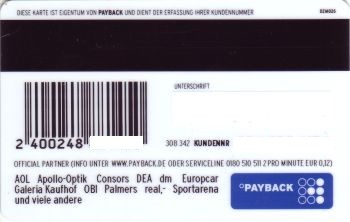 DIESE KARTE IST EIGENTUM VON PAYBACK UND DIENT DER ERFASSUNG IHRER KUNDENNUMMER
DZM026
UNTERSCHRIFT
2 400248
308 342 KUNDENNR
OFFICIAL PARTNER (INFO UNTER WWW.PAYBACK.DE ODER SERVICELINE 0180 510 511 2 PRO MINUTE EUR 0,12)
AOL Apollo-Optik Consors DEA dm Europcar
Galeria Kaufhof OBI Palmers real,- Sportarena
und viele andere
°PAYBACK